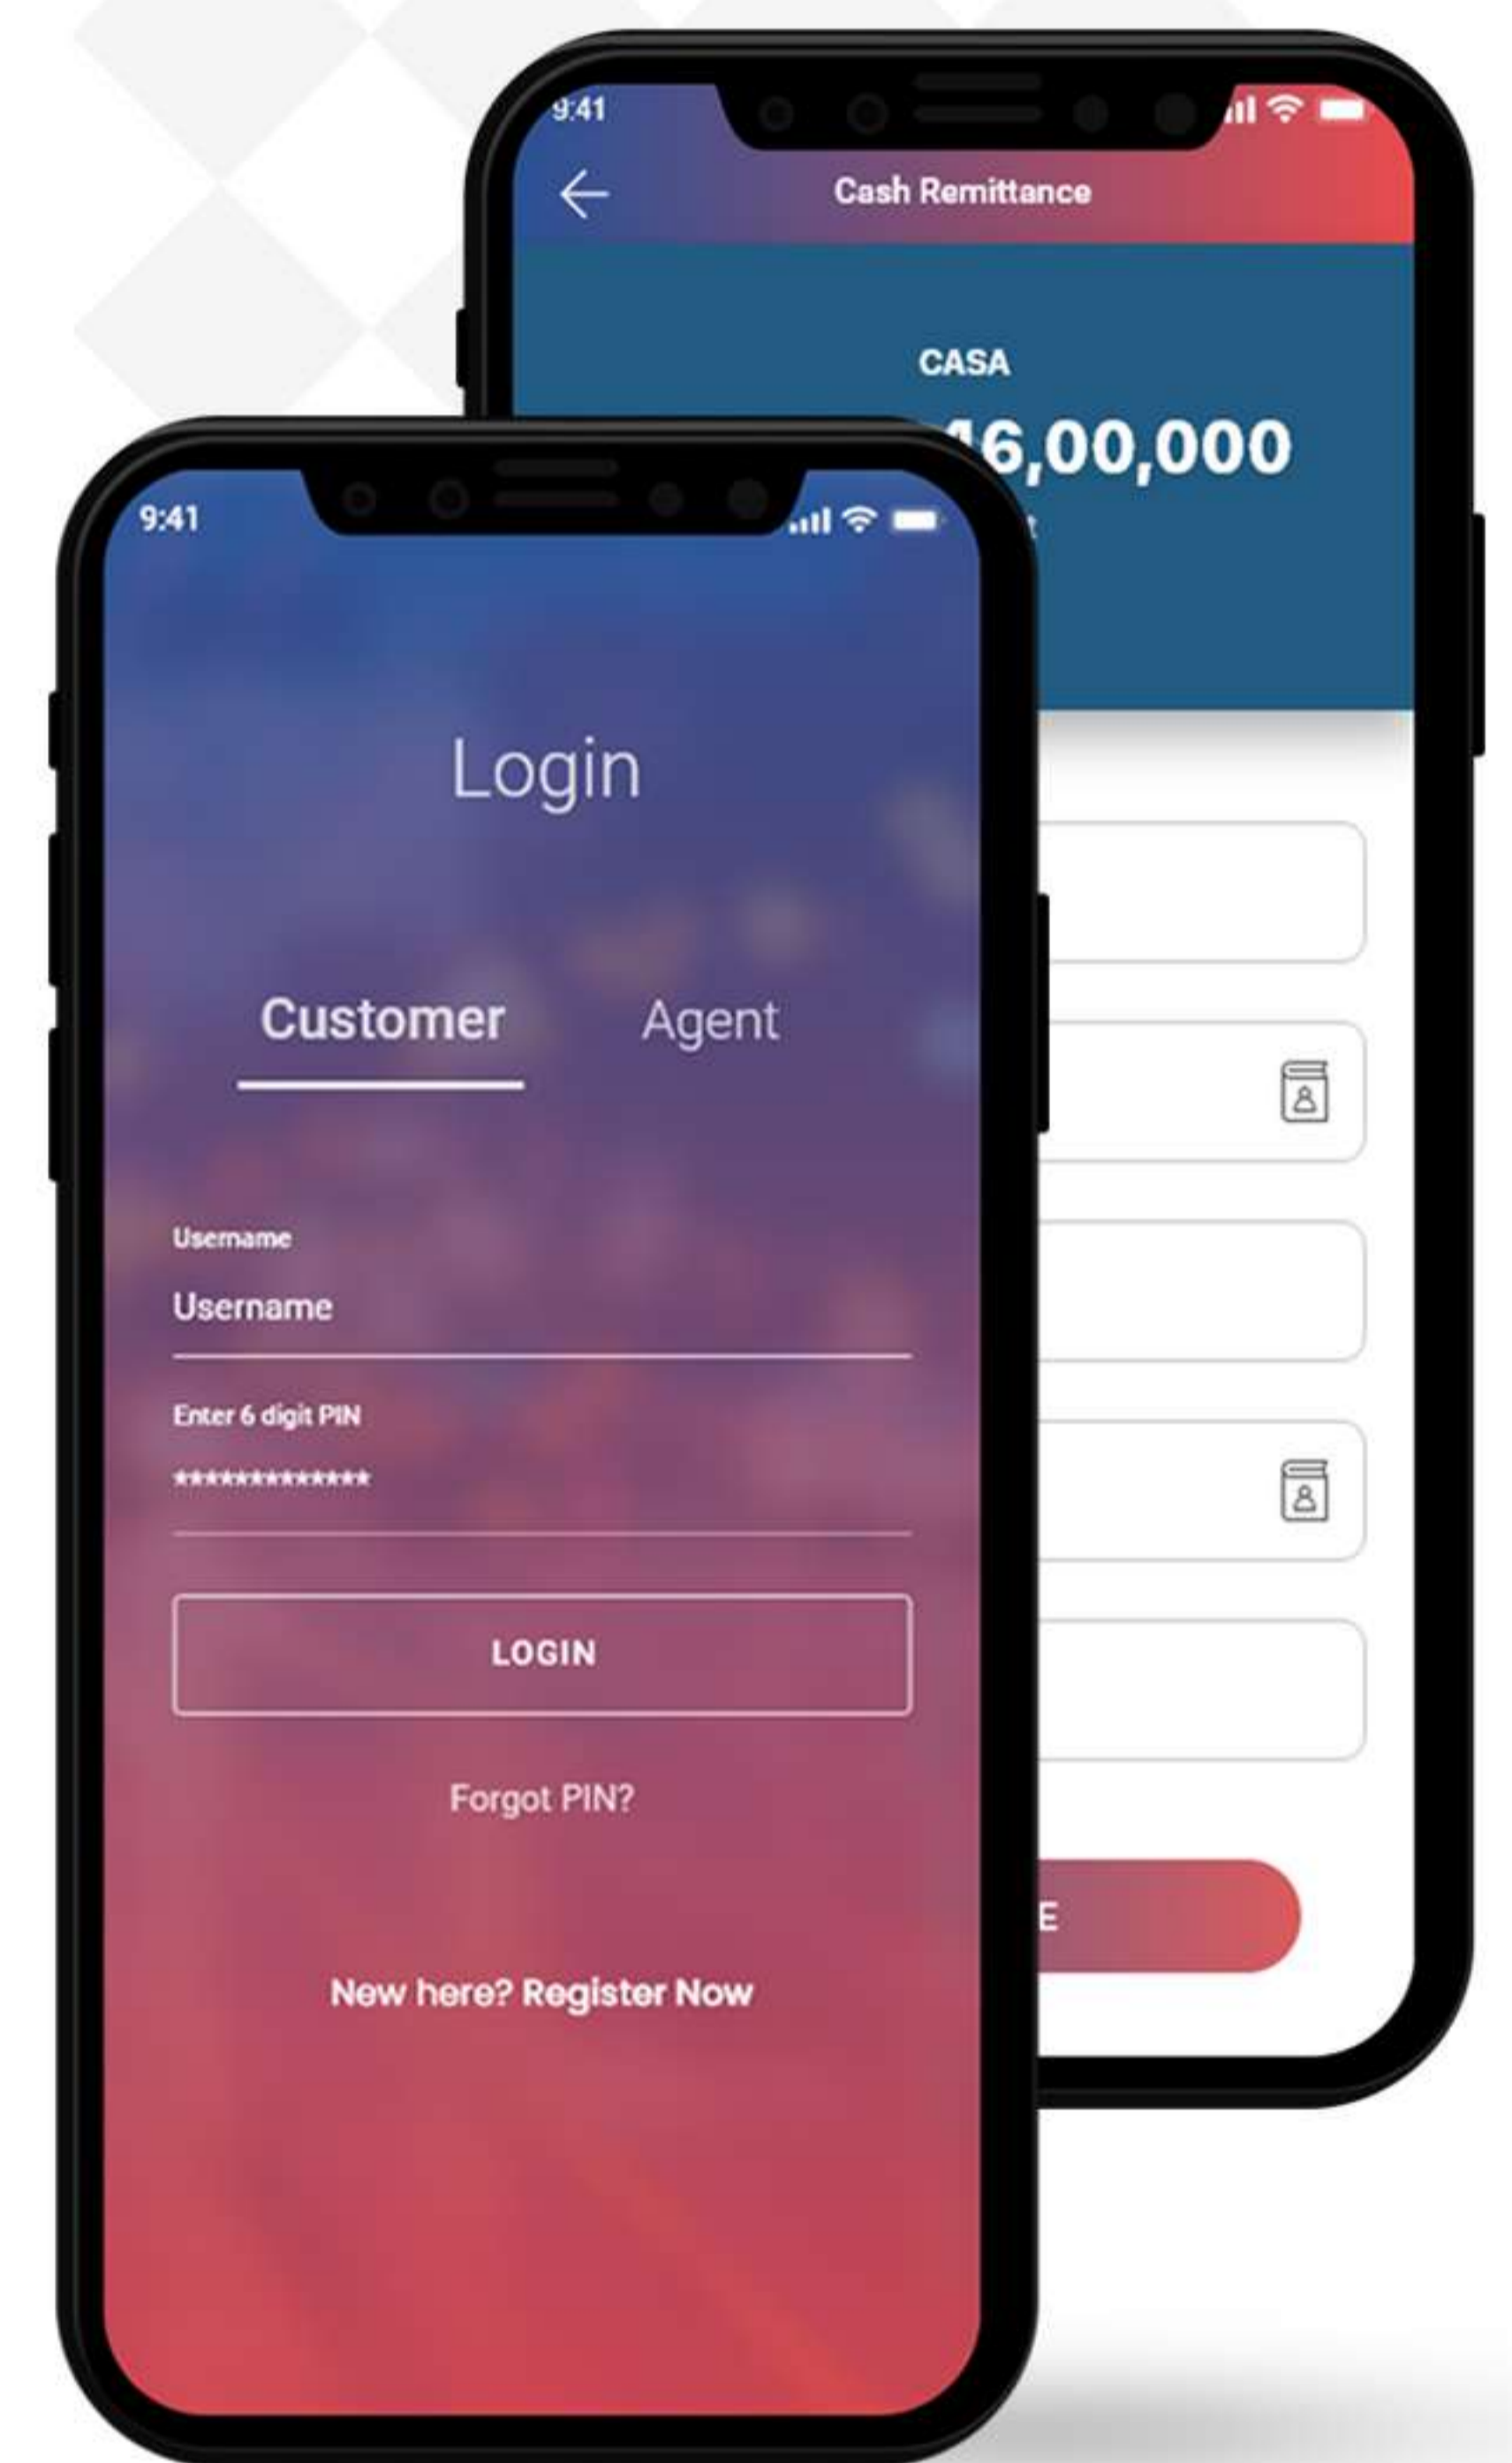 9:41
Cash Remittance
CASA
46,00,000
t
9:41
Login
Customer Agent
Username
Username
Enter 6 digit PIN
*************
LOGIN
Forgot PIN?
E
New here? Register Now